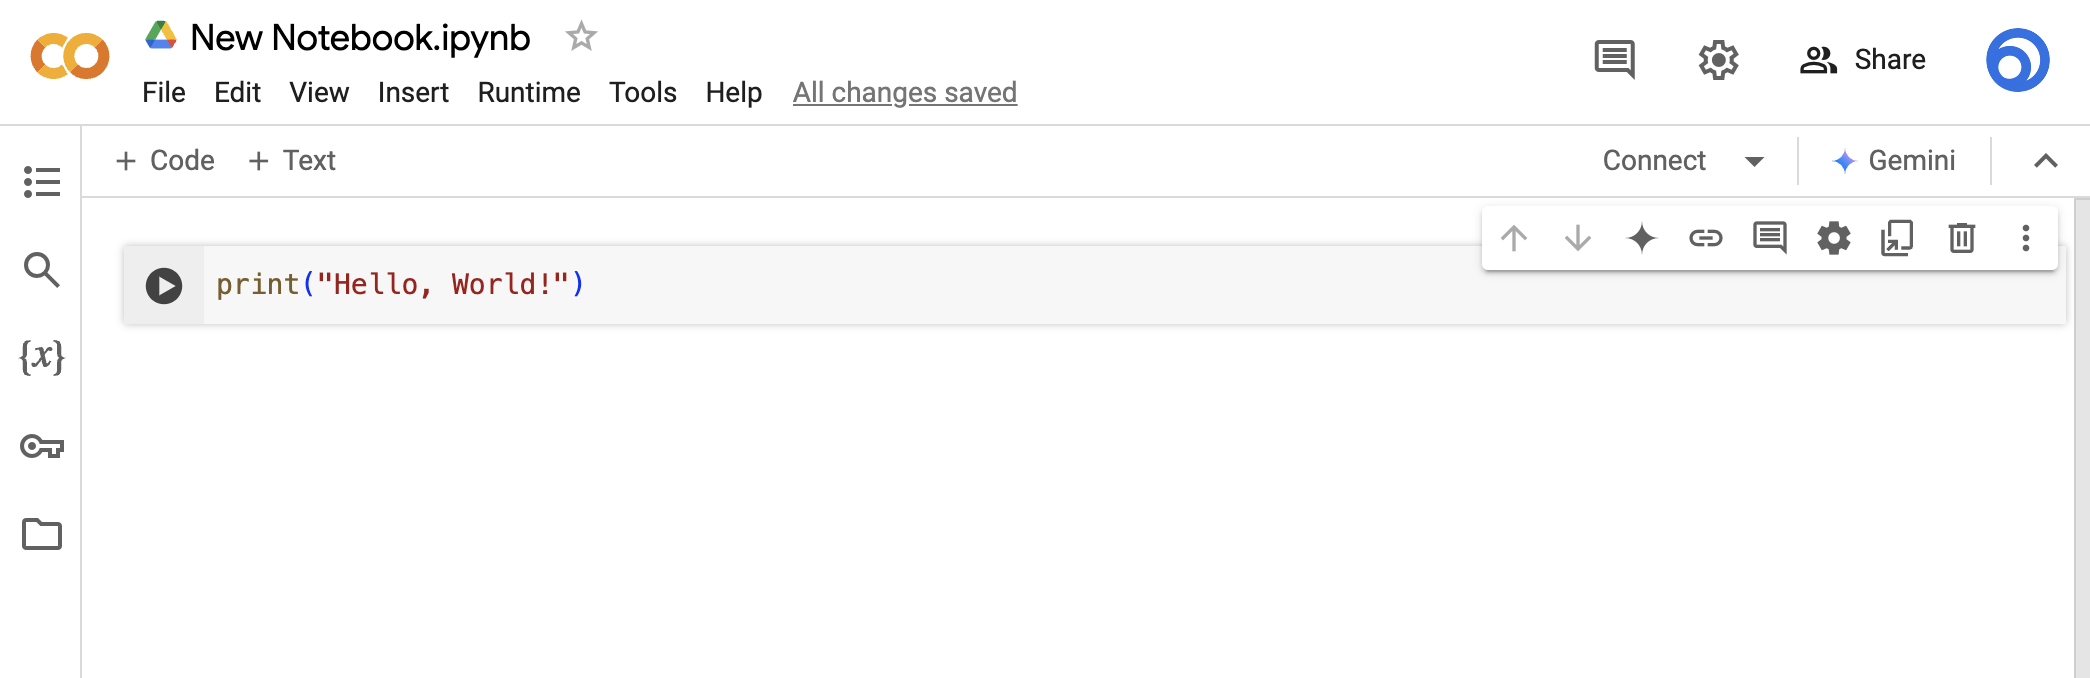 New Notebook.ipynb
File Edit View Insert Runtime Tools Help All changes saved
Share
+ Code + Text
Connect
Gemini
{x}
print("Hello, World!")